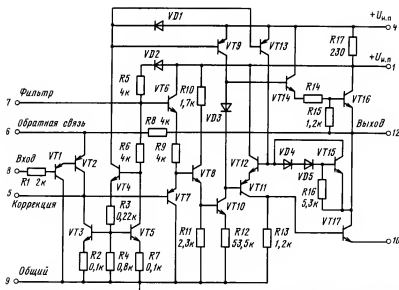 VD1
+Uи.п
4
VT9
VT13
R17
230
VD2
+Uи.п
1
R5
4к
VT6
R10
1,7к
VD3
VT14
R14
VT16
R15
1,2к
7
Фильтр
6
Обратная связь
R8 4к
Выход
12
R6
4к
R9
4к
VT12
VD4
VT15
VD5
8
Вход
VT1
VT2
R1 2к
VT4
VT7
VT8
VT11
R16
5,3к
5
Коррекция
R3
0,22к
VT10
VT17
VT3
VT5
R2
0,1к
R4
0,8к
R7
0,1к
R11
2,3к
R12
53,5к
R13
1,2к
10
9
Общий